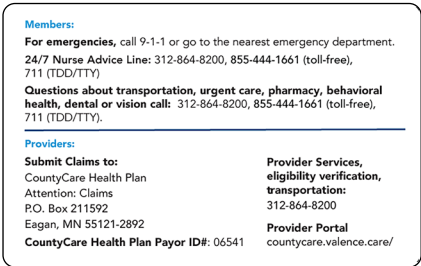 Members:
For emergencies, call 9-1-1 or go to the nearest emergency department.
24/7 Nurse Advice Line: 312-864-8200, 855-444-1661 (toll-free),
711 (TDD/TTY)
Questions about transportation, urgent care, pharmacy, behavioral
health, dental or vision call: 312-864-8200, 855-444-1661 (toll-free),
711 (TDD/TTY).
Providers:
Submit Claims to:
CountyCare Health Plan
Attention: Claims
P.O. Box 211592
Eagan, MN 55121-2892
CountyCare Health Plan Payor ID#: 06541
Provider Services,
eligibility verification,
transportation:
312-864-8200
Provider Portal
countycare.valence.care/